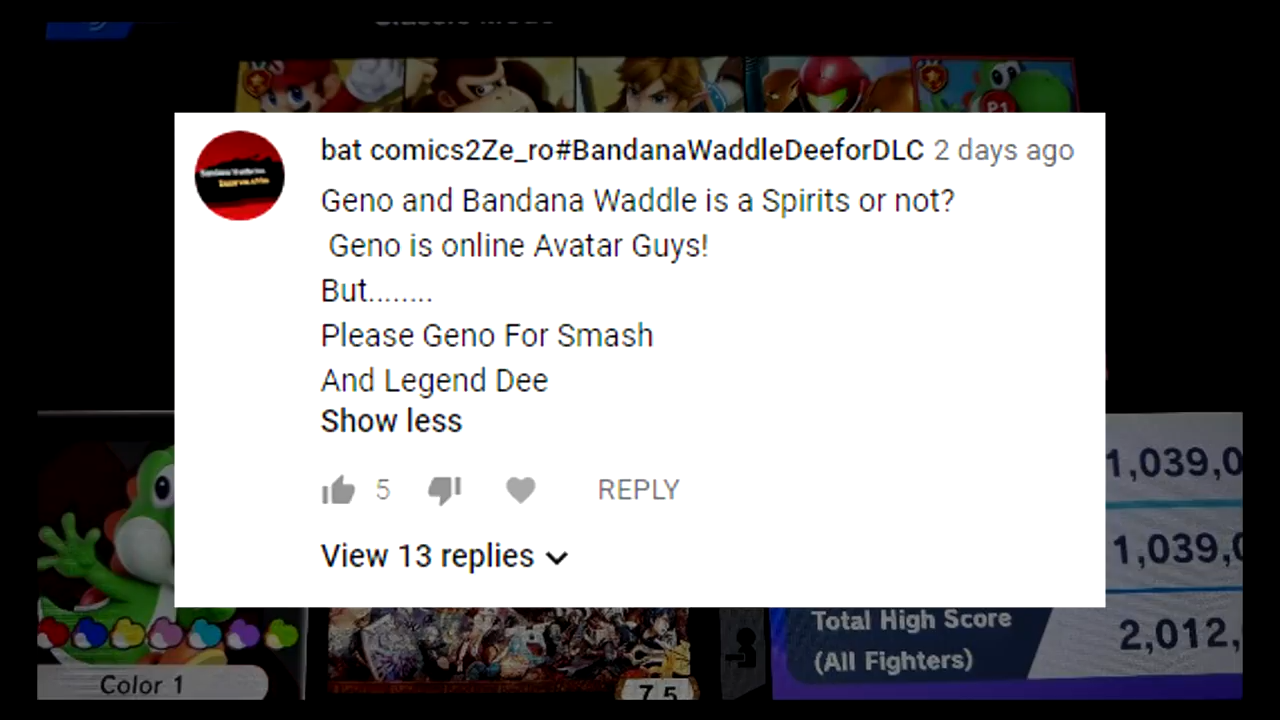 P1
bat comics2Ze_ro#BandanaWaddleDeeforDLC 2 days ago
Geno and Bandana Waddle is a Spirits or not?
Geno is online Avatar Guys!
But........
Please Geno For Smash
And Legend Dee
Show less
5 REPLY
View 13 replies
1,039,0
1,039,0
Total High Score
(All Fighters)
2,012,
Color 1
7.5